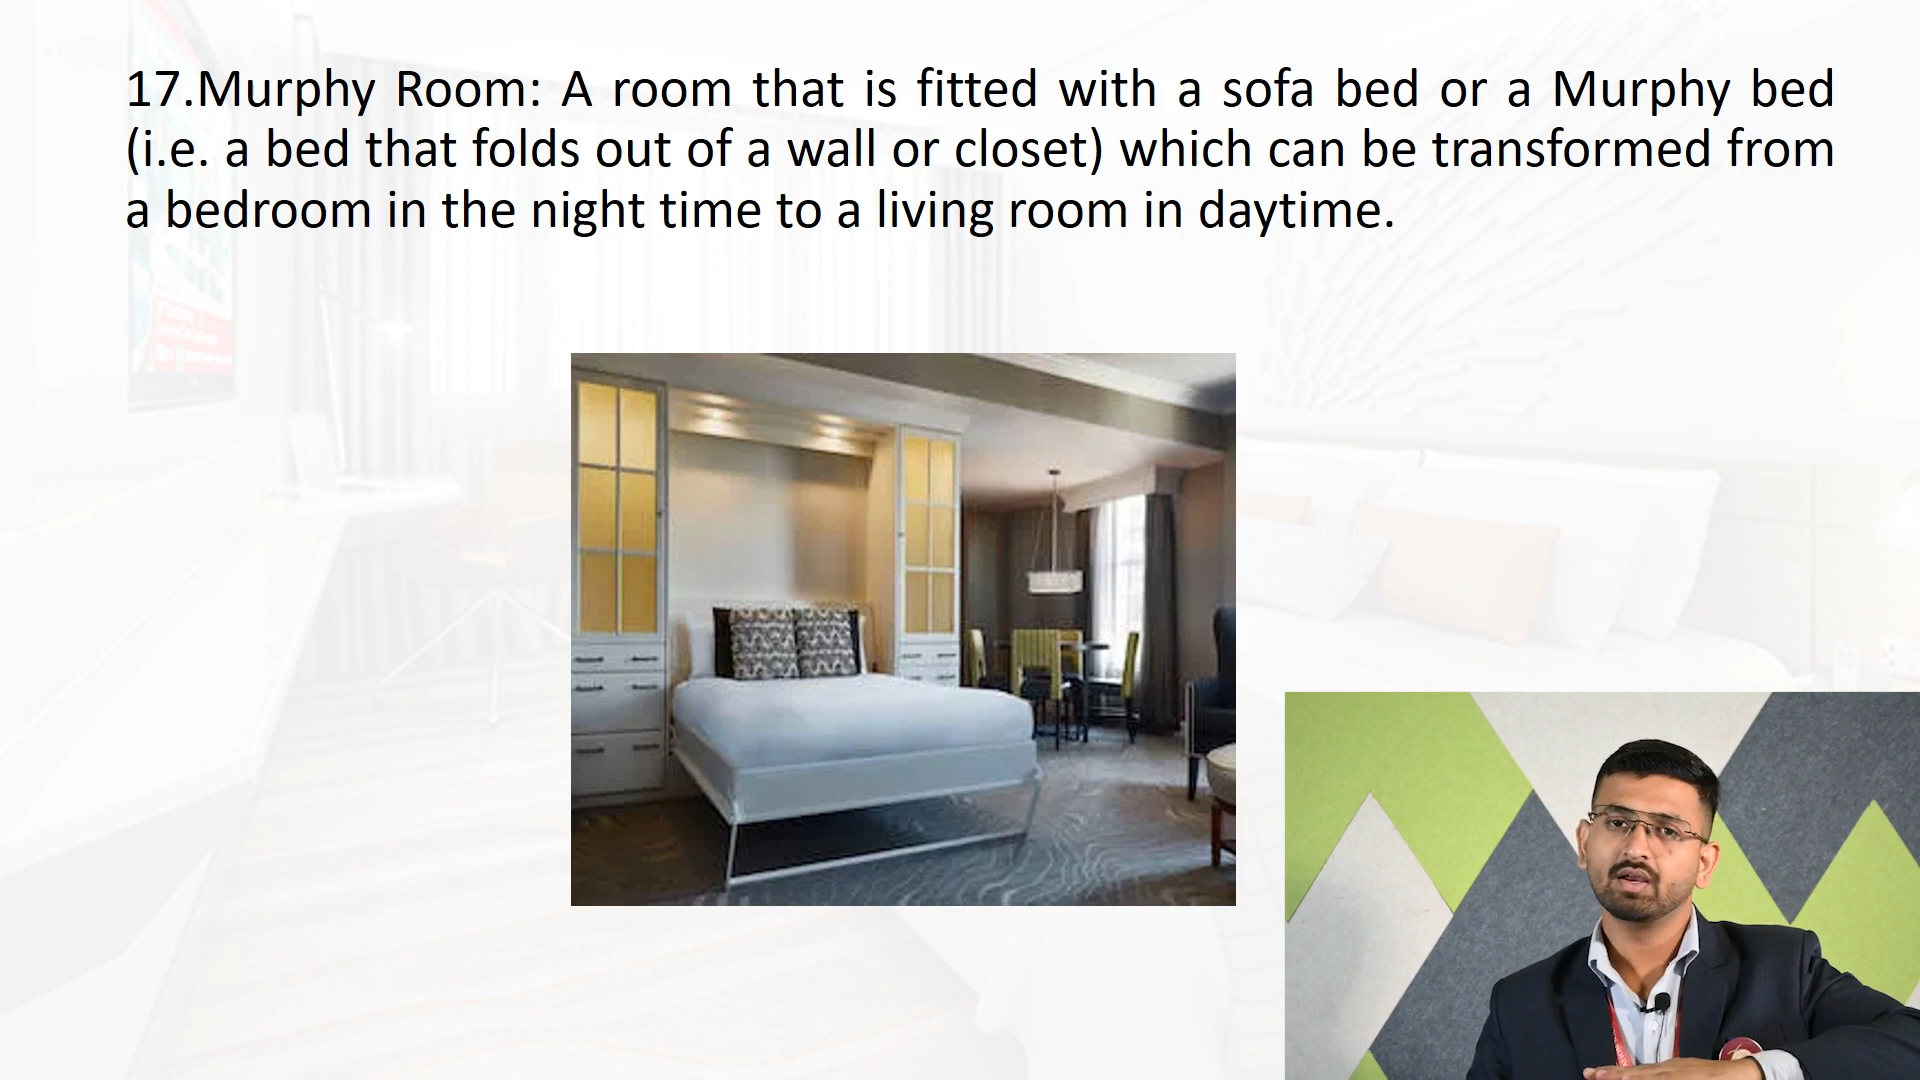 17.Murphy Room: A room that is fitted with a sofa bed or a Murphy bed
(i.e. a bed that folds out of a wall or closet) which can be transformed from
a bedroom in the night time to a living room in daytime.